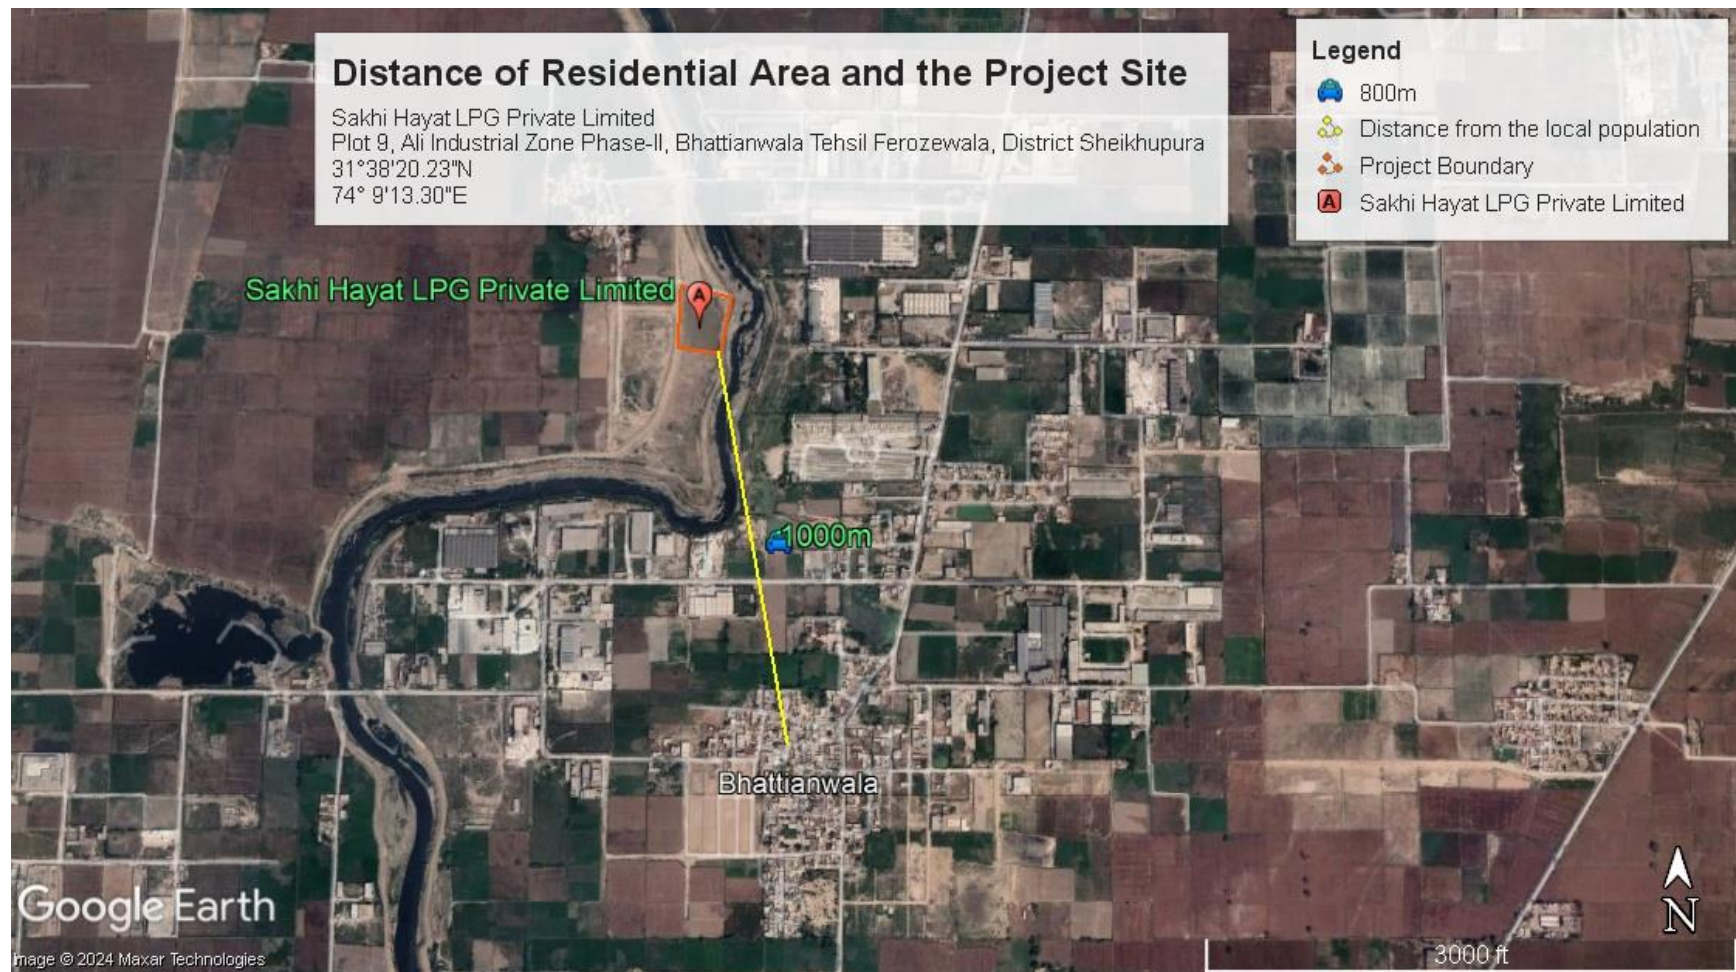 Distance of Residential Area and the Project Site
Sakhi Hayat LPG Private Limited
Plot 9, Ali Industrial Zone Phase-II, Bhattianwala Tehsil Ferozewala, District Sheikhupura
31°38'20.23"N
74° 9'13.30"E
Legend
800m
Distance from the local population
Project Boundary
A Sakhi Hayat LPG Private Limited
Sakhi Hayat LPG Private Limited
A
1000m
Bhattianwala
Google Earth
Image © 2024 Maxar Technologies
N
3000 ft